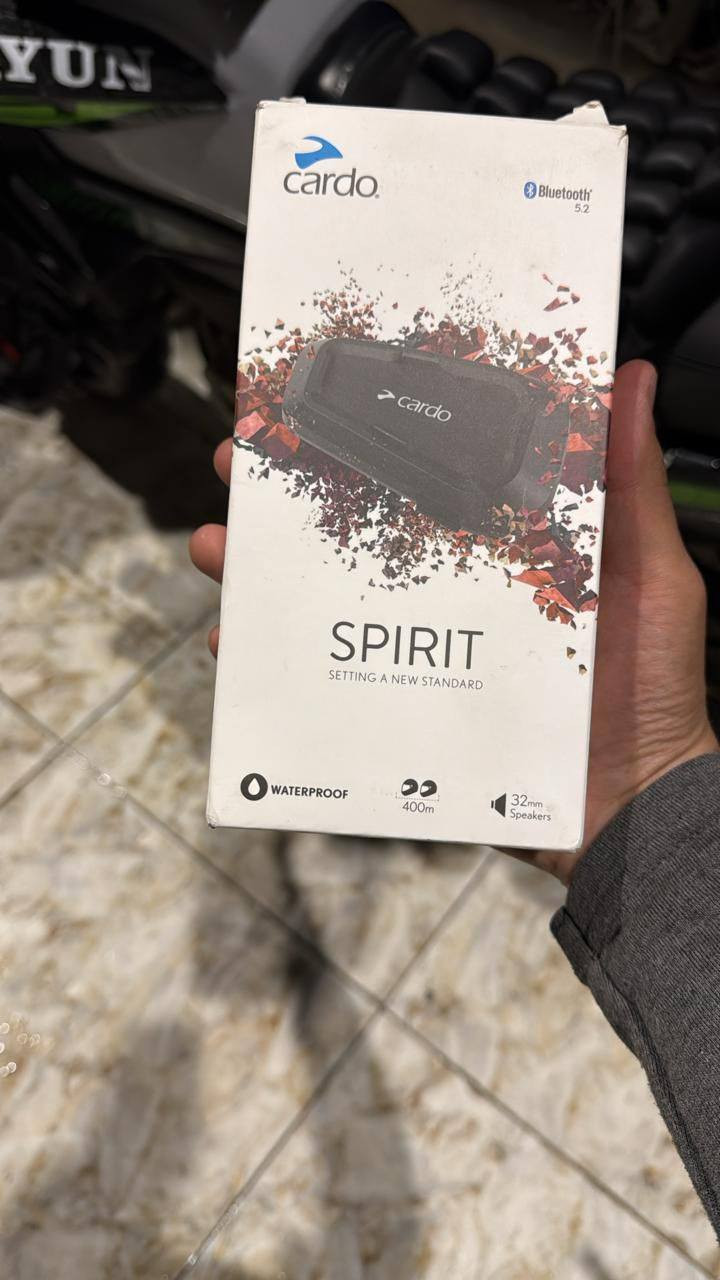 YUN
cardo
Bluetooth
5.2
cardo
SPIRIT
SETTING A NEW STANDARD
WATERPROOF
400m
32mm
Speakers